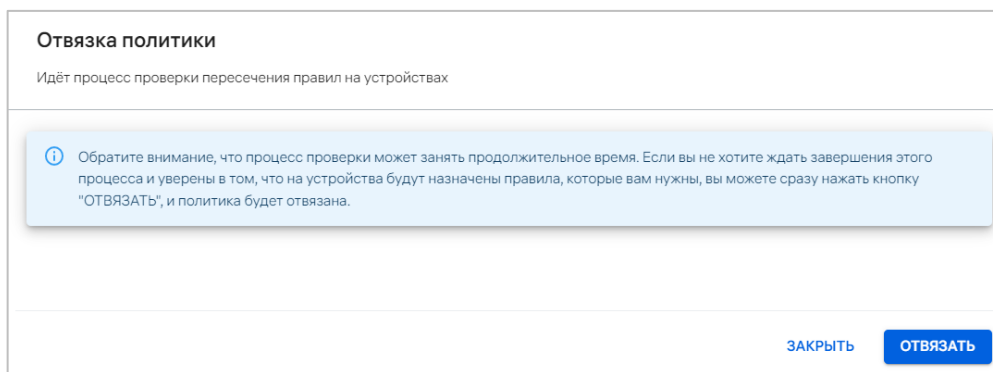 Отвязка политики
Идёт процесс проверки пересечения правил на устройствах
Обратите внимание, что процесс проверки может занять продолжительное время. Если вы не хотите ждать завершения этого
процесса и уверены в том, что на устройства будут назначены правила, которые вам нужны, вы можете сразу нажать кнопку
"ОТВЯЗАТЬ", и политика будет отвязана.
ЗАКРЫТЬ ОТВЯЗАТЬ